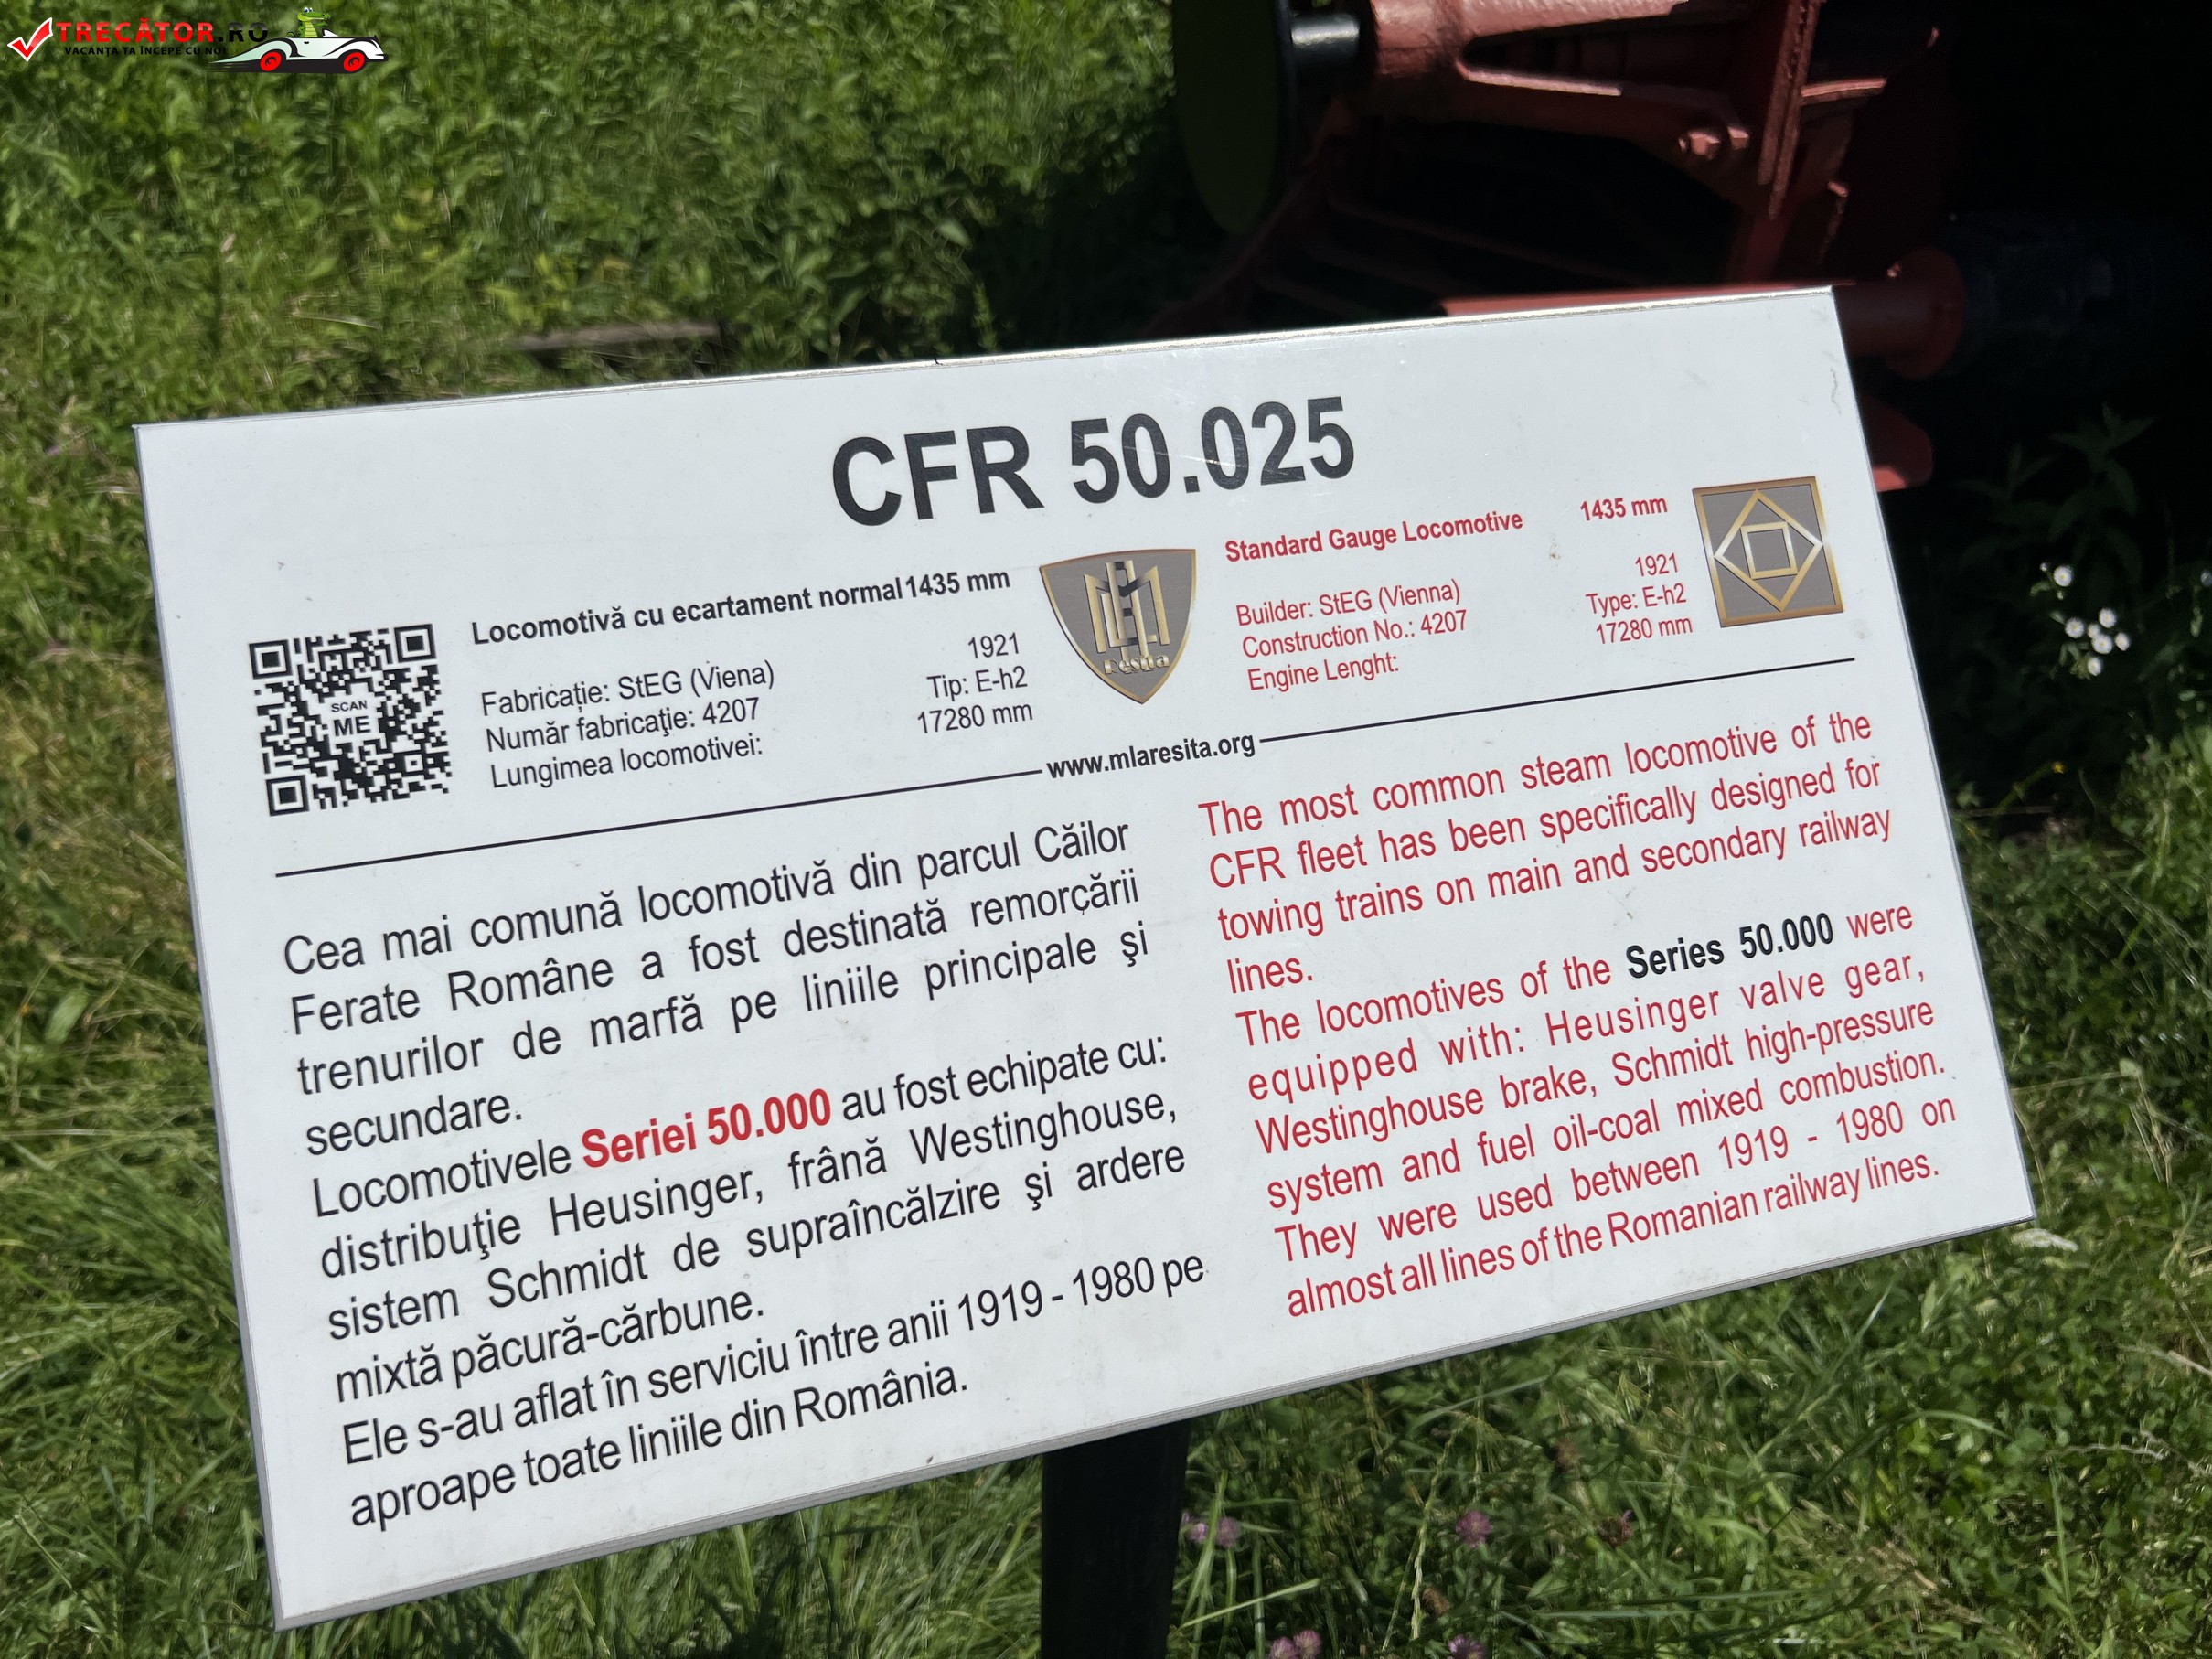 TRECĂTOR.RO
VACANȚA TA ÎNCEPE CU NOI
CFR 50.025
SCAN
ME
Locomotivă cu ecartament normal 1435 mm
Fabricație: StEG (Viena) 1921
Număr fabricaţie: 4207 Tip: E-h2
Lungimea locomotivei: 17280 mm
Reşiţa
Standard Gauge Locomotive 1435 mm
Builder: StEG (Vienna) 1921
Construction No.: 4207 Type: E-h2
Engine Lenght: 17280 mm
www.mlaresita.org
Cea mai comună locomotivă din parcul Căilor
Ferate Române a fost destinată remorcării
trenurilor de marfă pe liniile principale şi
secundare.
Locomotivele Seriei 50.000 au fost echipate cu:
distribuţie Heusinger, frână Westinghouse,
sistem Schmidt de supraîncălzire şi ardere
mixtă păcură-cărbune.
Ele s-au aflat în serviciu între anii 1919 - 1980 pe
aproape toate liniile din România.
The most common steam locomotive of the
CFR fleet has been specifically designed for
towing trains on main and secondary railway
lines.
The locomotives of the Series 50.000 were
equipped with: Heusinger valve gear,
Westinghouse brake, Schmidt high-pressure
system and fuel oil-coal mixed combustion.
They were used between 1919 - 1980 on
almost all lines of the Romanian railway lines.